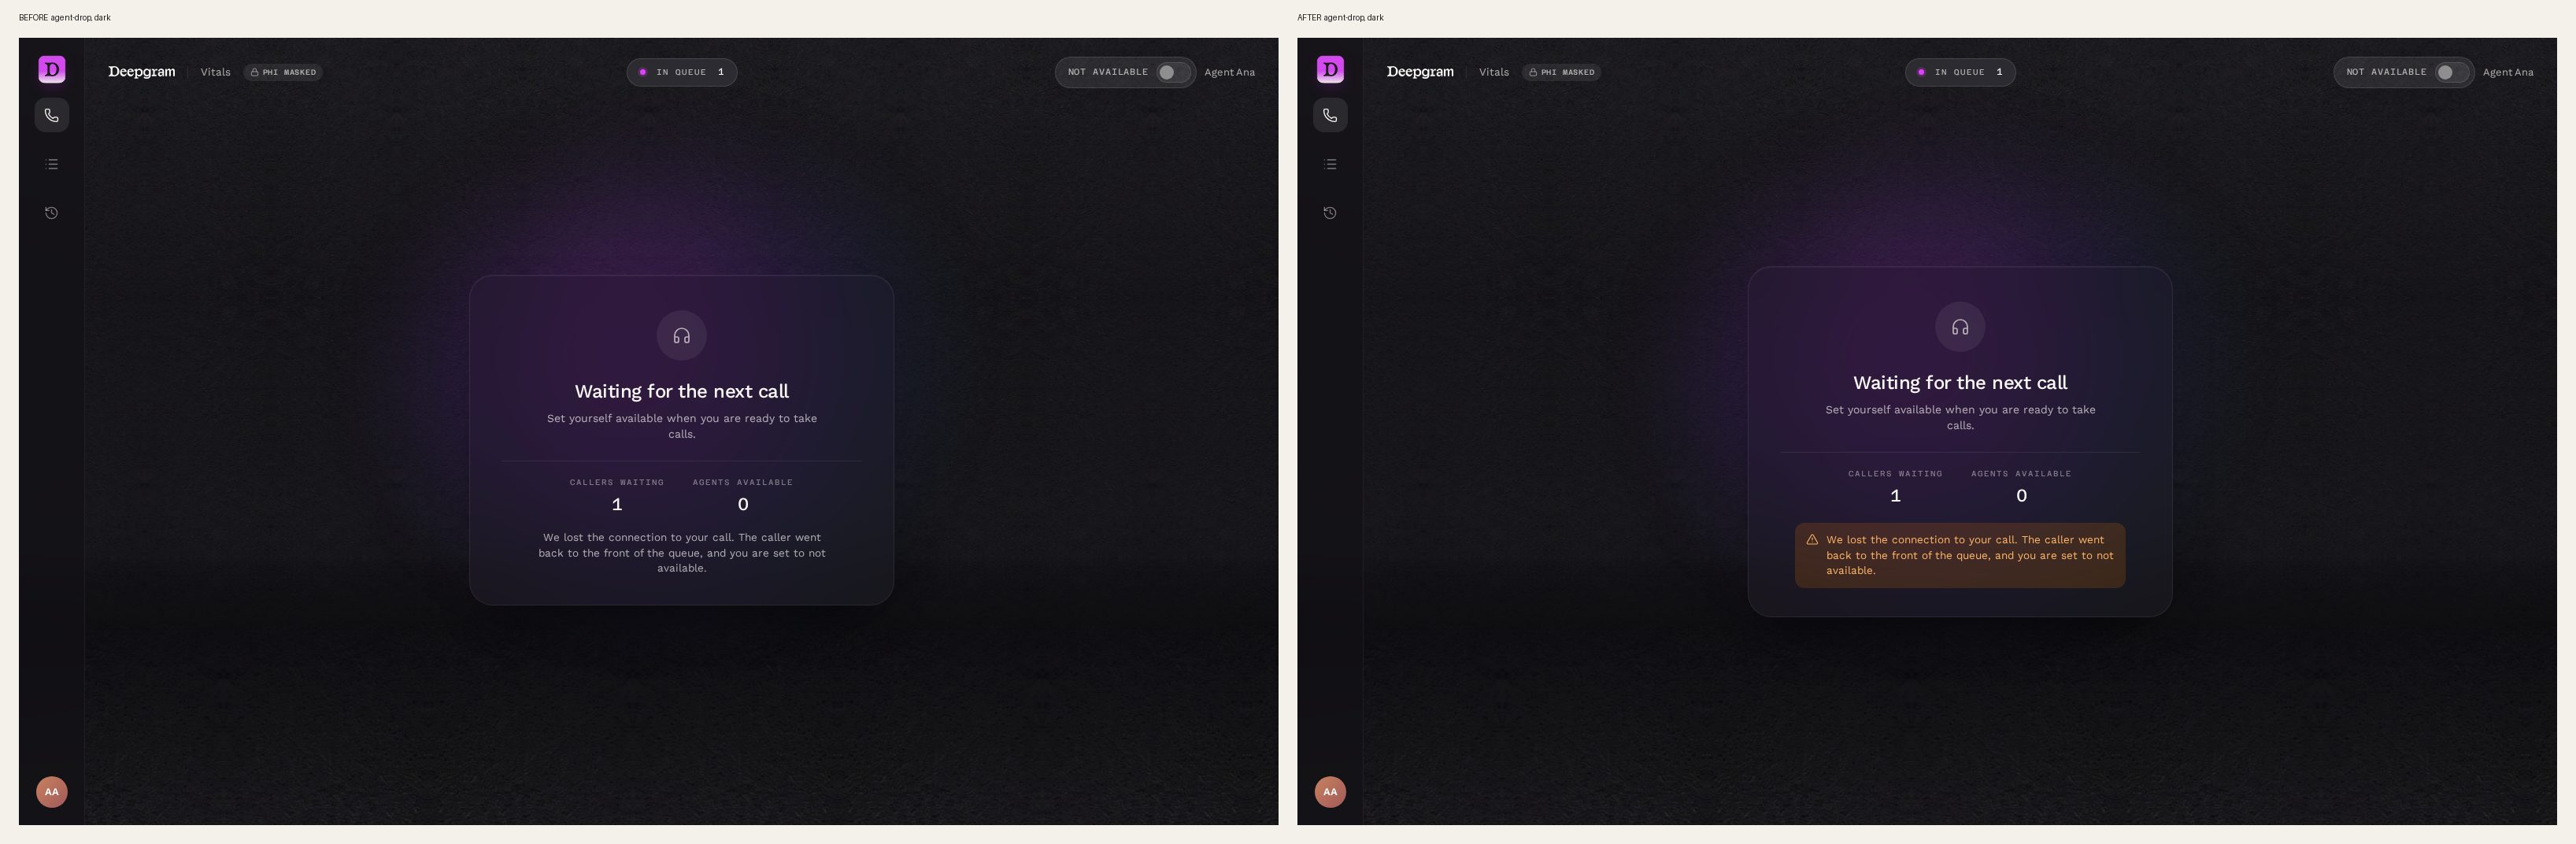 BEFORE agent-drop, dark
D
Deepgram
Vitals
PHI MASKED
IN QUEUE 1
NOT AVAILABLE
Agent Ana
Waiting for the next call
Set yourself available when you are ready to take
calls.
CALLERS WAITING
1
AGENTS AVAILABLE
0
We lost the connection to your call. The caller went
back to the front of the queue, and you are set to not
available.
AA
AFTER agent-drop, dark
D
Deepgram
Vitals
PHI MASKED
IN QUEUE 1
NOT AVAILABLE
Agent Ana
Waiting for the next call
Set yourself available when you are ready to take
calls.
CALLERS WAITING
1
AGENTS AVAILABLE
0
We lost the connection to your call. The caller went
back to the front of the queue, and you are set to not
available.
AA